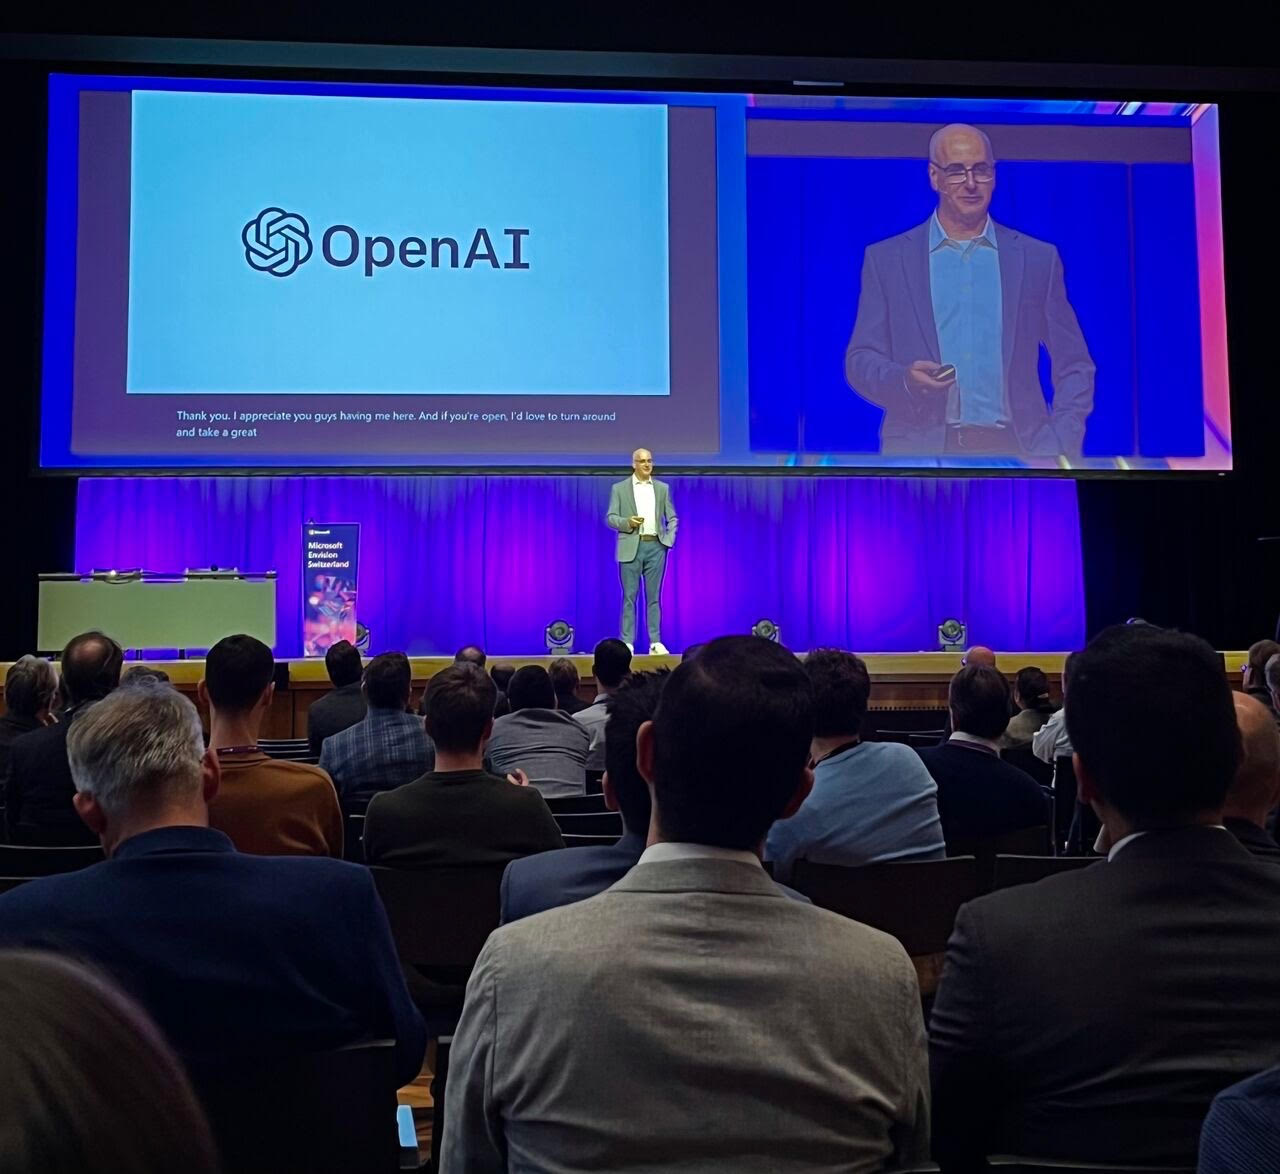 OpenAI
Thank you. I appreciate you guys having me here. And if you're open, I'd love to turn around
and take a great
Microsoft
Microsoft
Envision
Switzerland